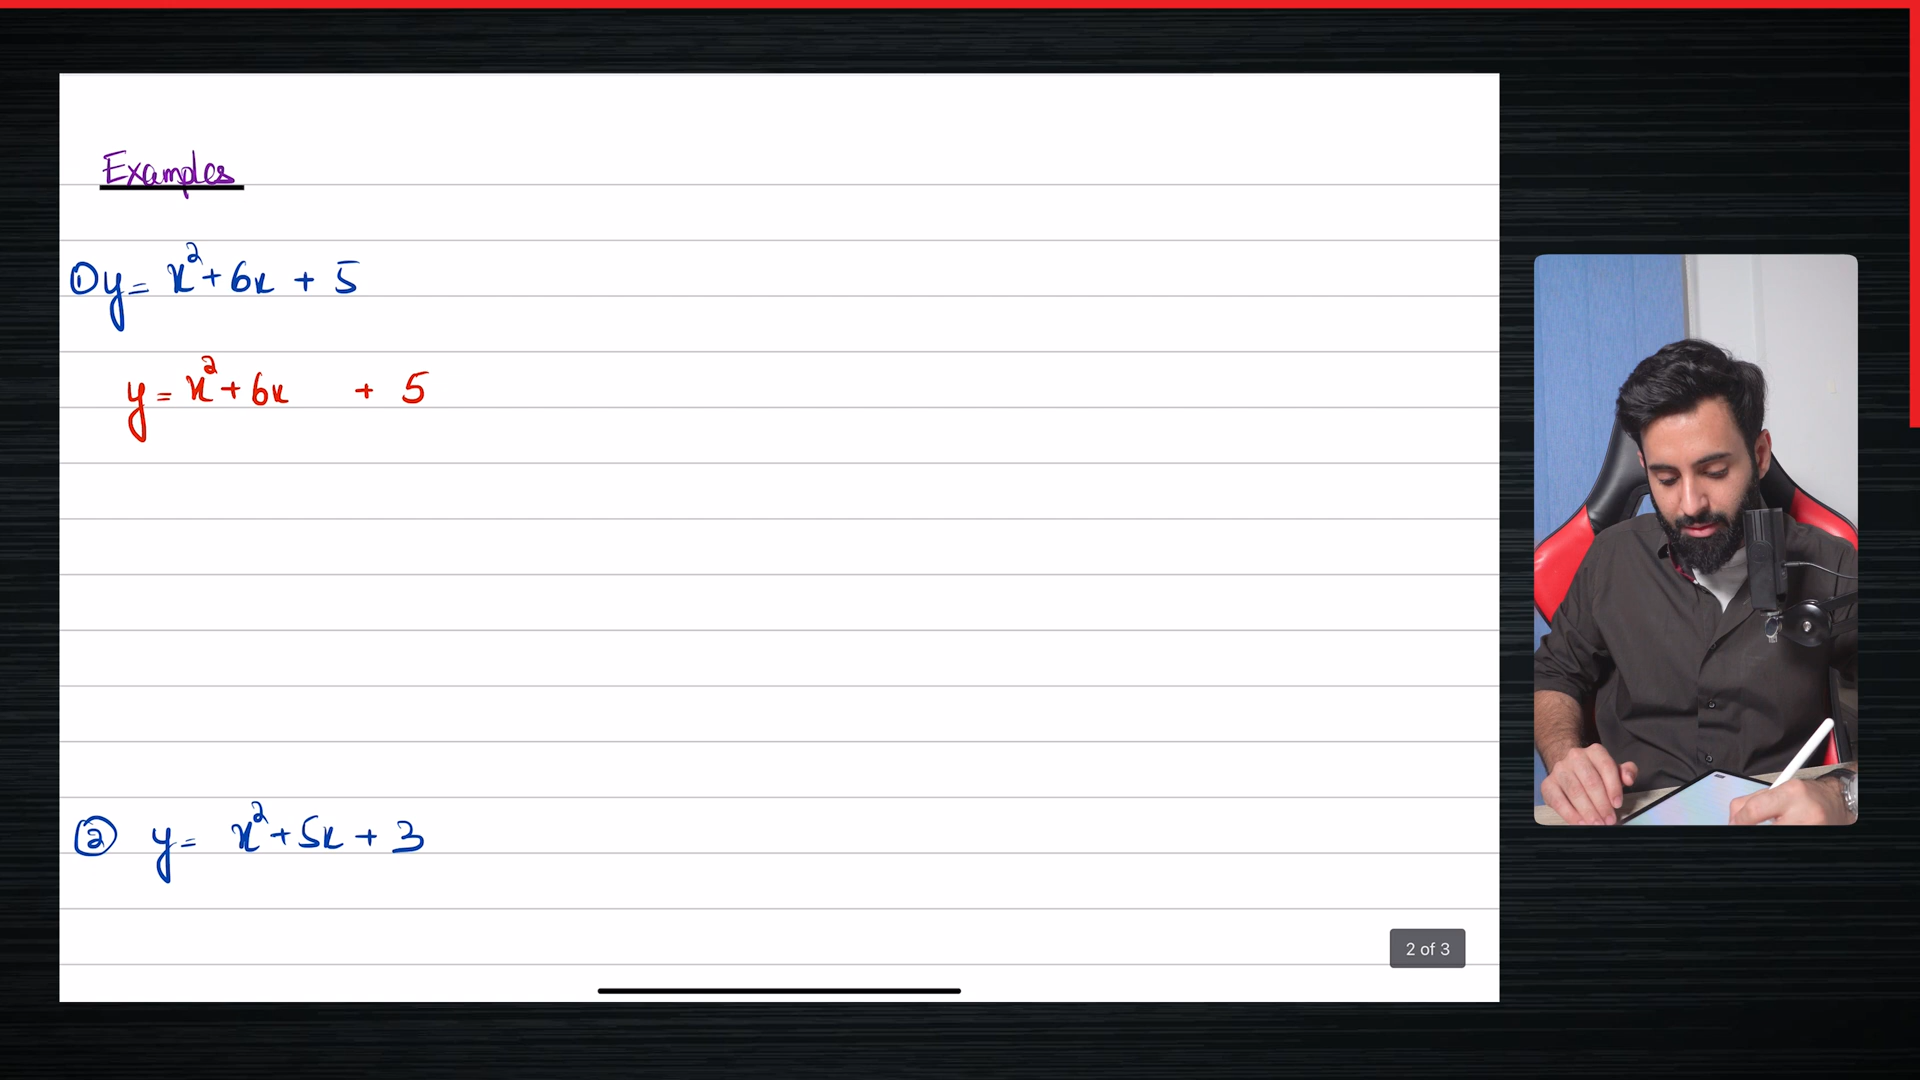 Examples
① y = x² + 6x + 5
y = x² + 6x + 5
② y = x² + 5x + 3
2 of 3